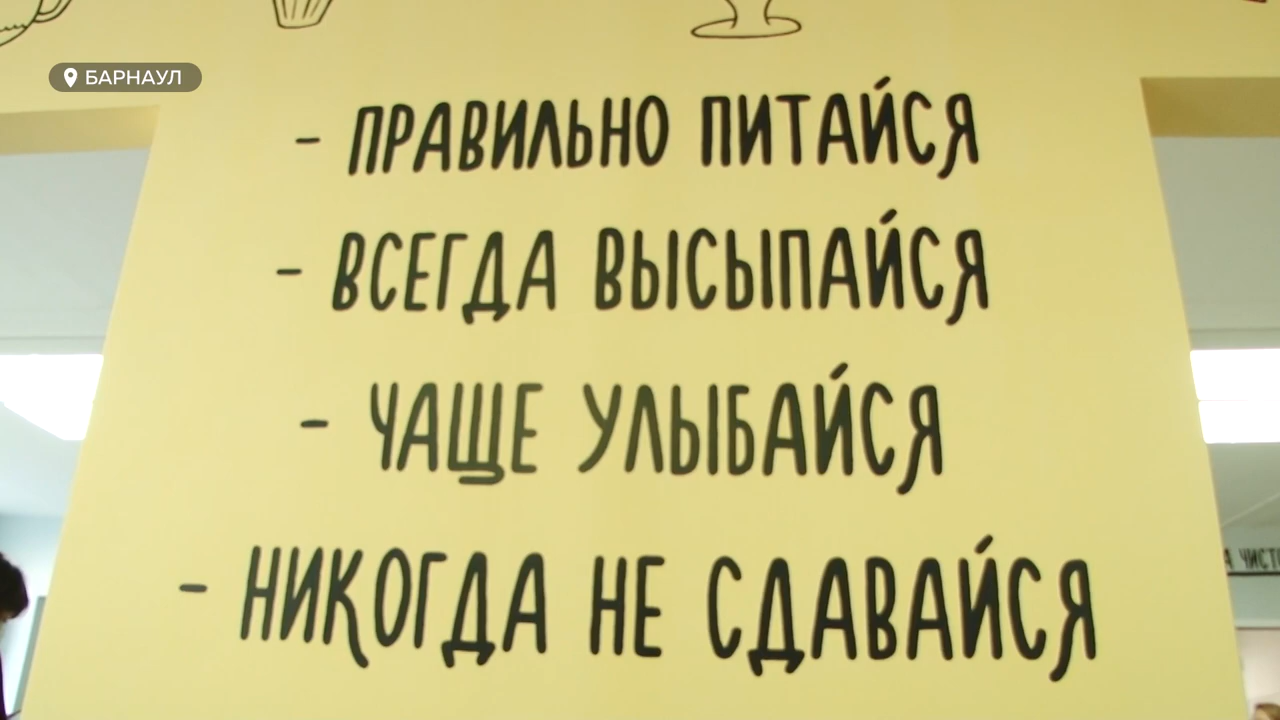 БАРНАУЛ
- ПРАВИЛЬНО ПИТАЙСЯ
- ВСЕГДА ВЫСЫПАЙСЯ
- ЧАЩЕ УЛЫБАЙСЯ
- НИКОГДА НЕ СДАВАЙСЯ